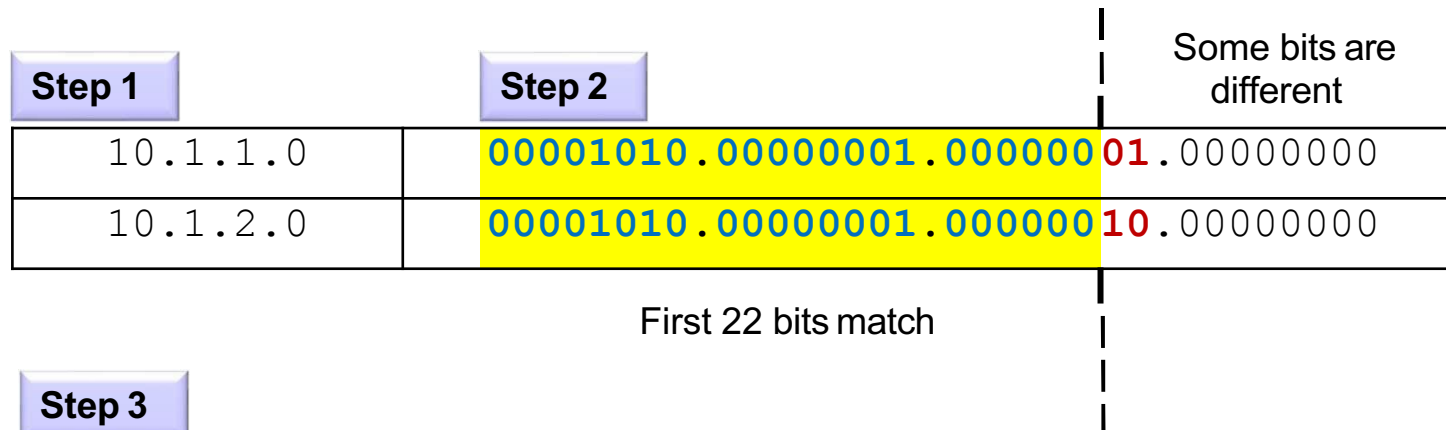 Some bits are
different
Step 1
Step 2
10.1.1.0 00001010.00000001.00000001.00000000
10.1.2.0 00001010.00000001.00000010.00000000
First 22 bits match
Step 3